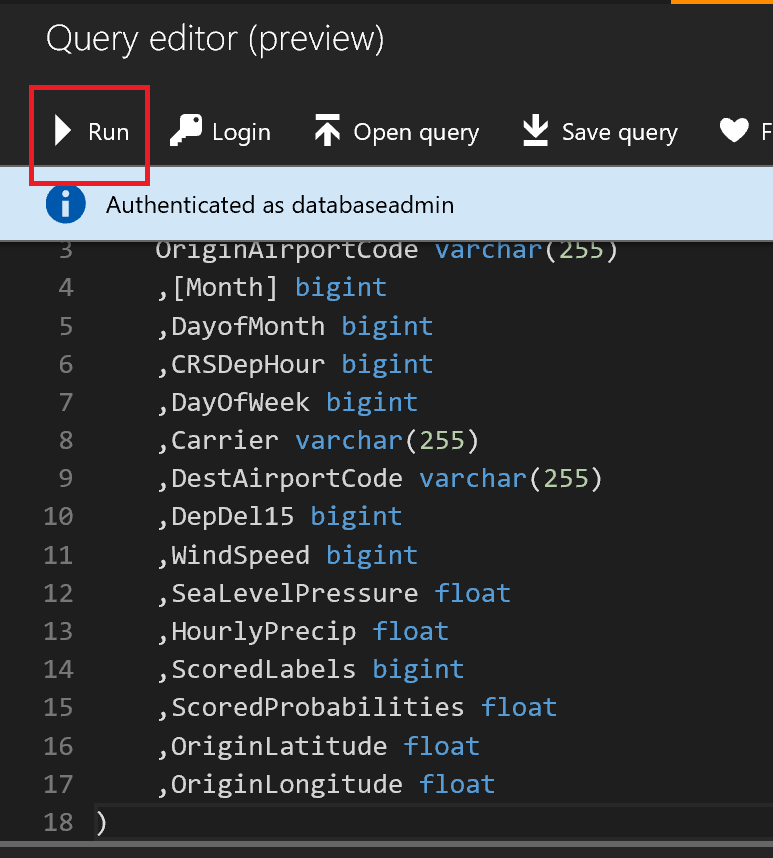 Query editor (preview)
Run Login Open query Save query F
Authenticated as databaseadmin
3 OriginAirportCode varchar(255)
4 ,[Month] bigint
5 ,DayofMonth bigint
6 ,CRSDepHour bigint
7 ,DayOfWeek bigint
8 ,Carrier varchar(255)
9 ,DestAirportCode varchar(255)
10 ,DepDel15 bigint
11 ,WindSpeed bigint
12 ,SeaLevelPressure float
13 ,HourlyPrecip float
14 ,ScoredLabels bigint
15 ,ScoredProbabilities float
16 ,OriginLatitude float
17 ,OriginLongitude float
18 )